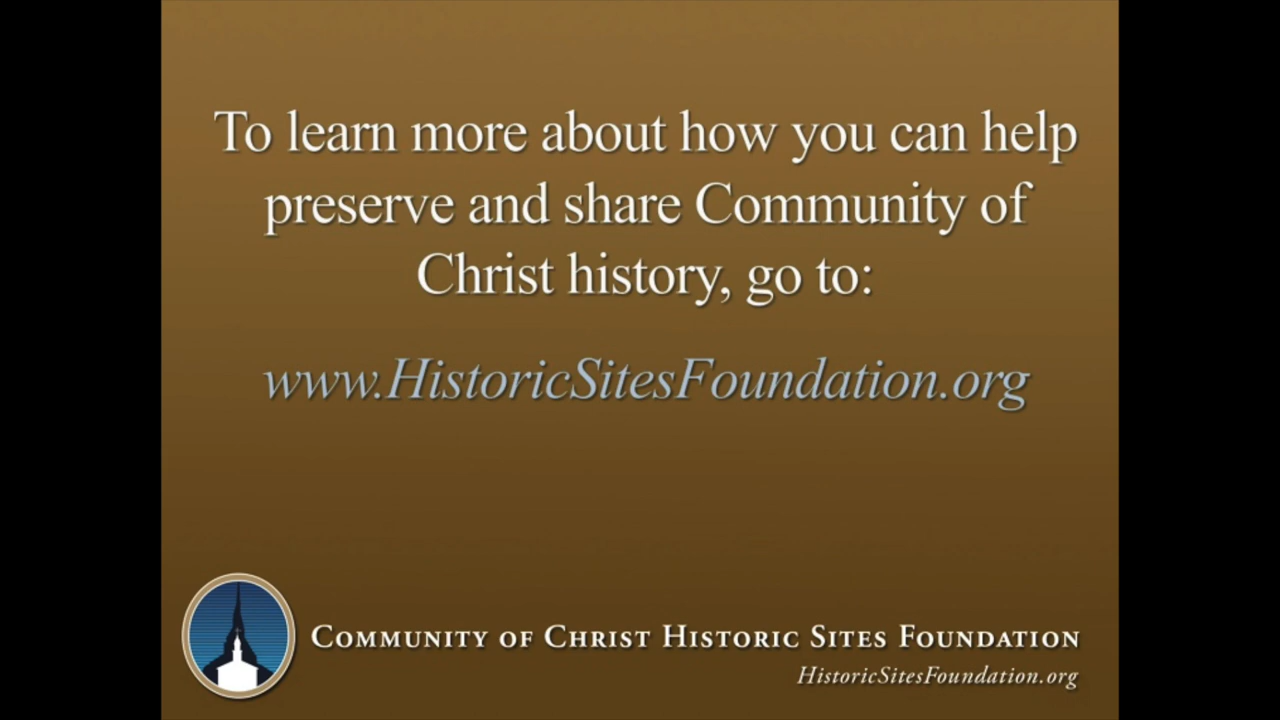 To learn more about how you can help
preserve and share Community of
Christ history, go to:
www.HistoricSitesFoundation.org
Community of Christ Historic Sites Foundation
HistoricSitesFoundation.org